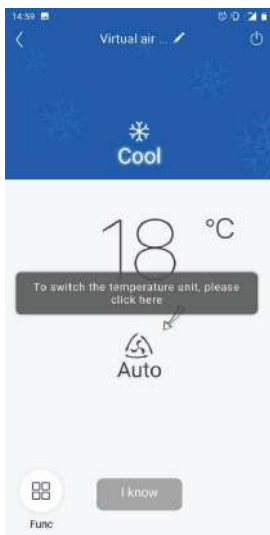 14:59
Virtual air ...
Cool
18 °C
To switch the temperature unit, please
click here
Auto
I know
Func